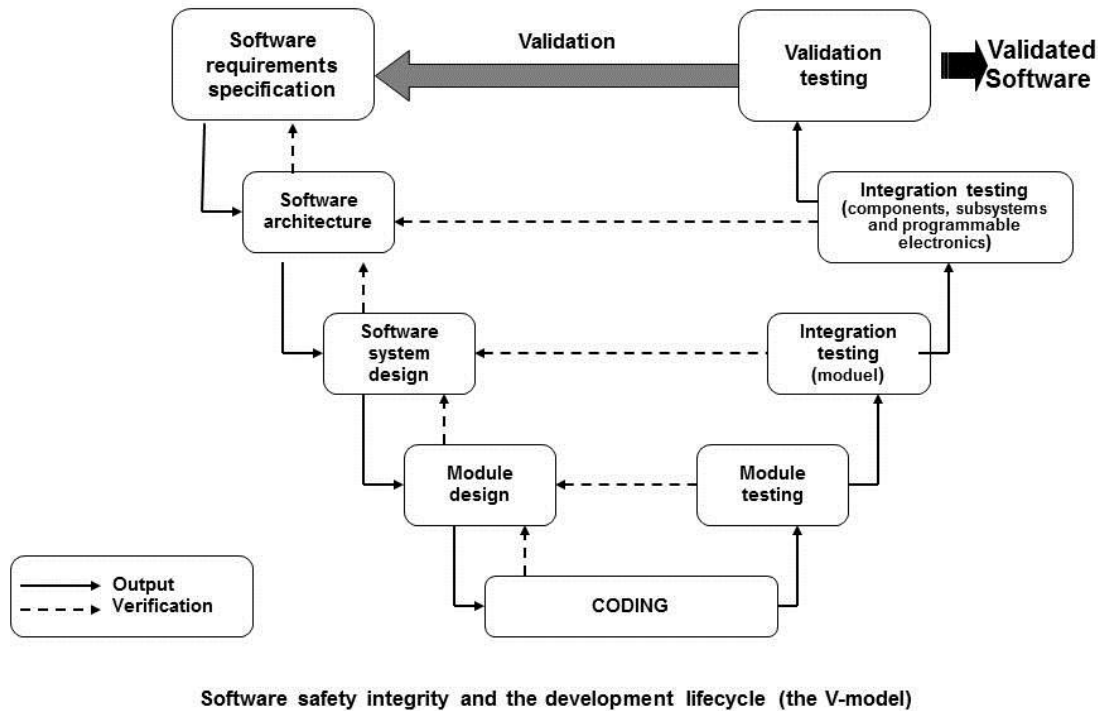 Software
requirements
specification
Validation
Validation
testing
Validated
Software
Software
architecture
Integration testing
(components, subsystems
and programmable
electronics)
Software
system
design
Integration
testing
(moduel)
Module
design
Module
testing
Output
Verification
CODING
Software safety integrity and the development lifecycle (the V-model)